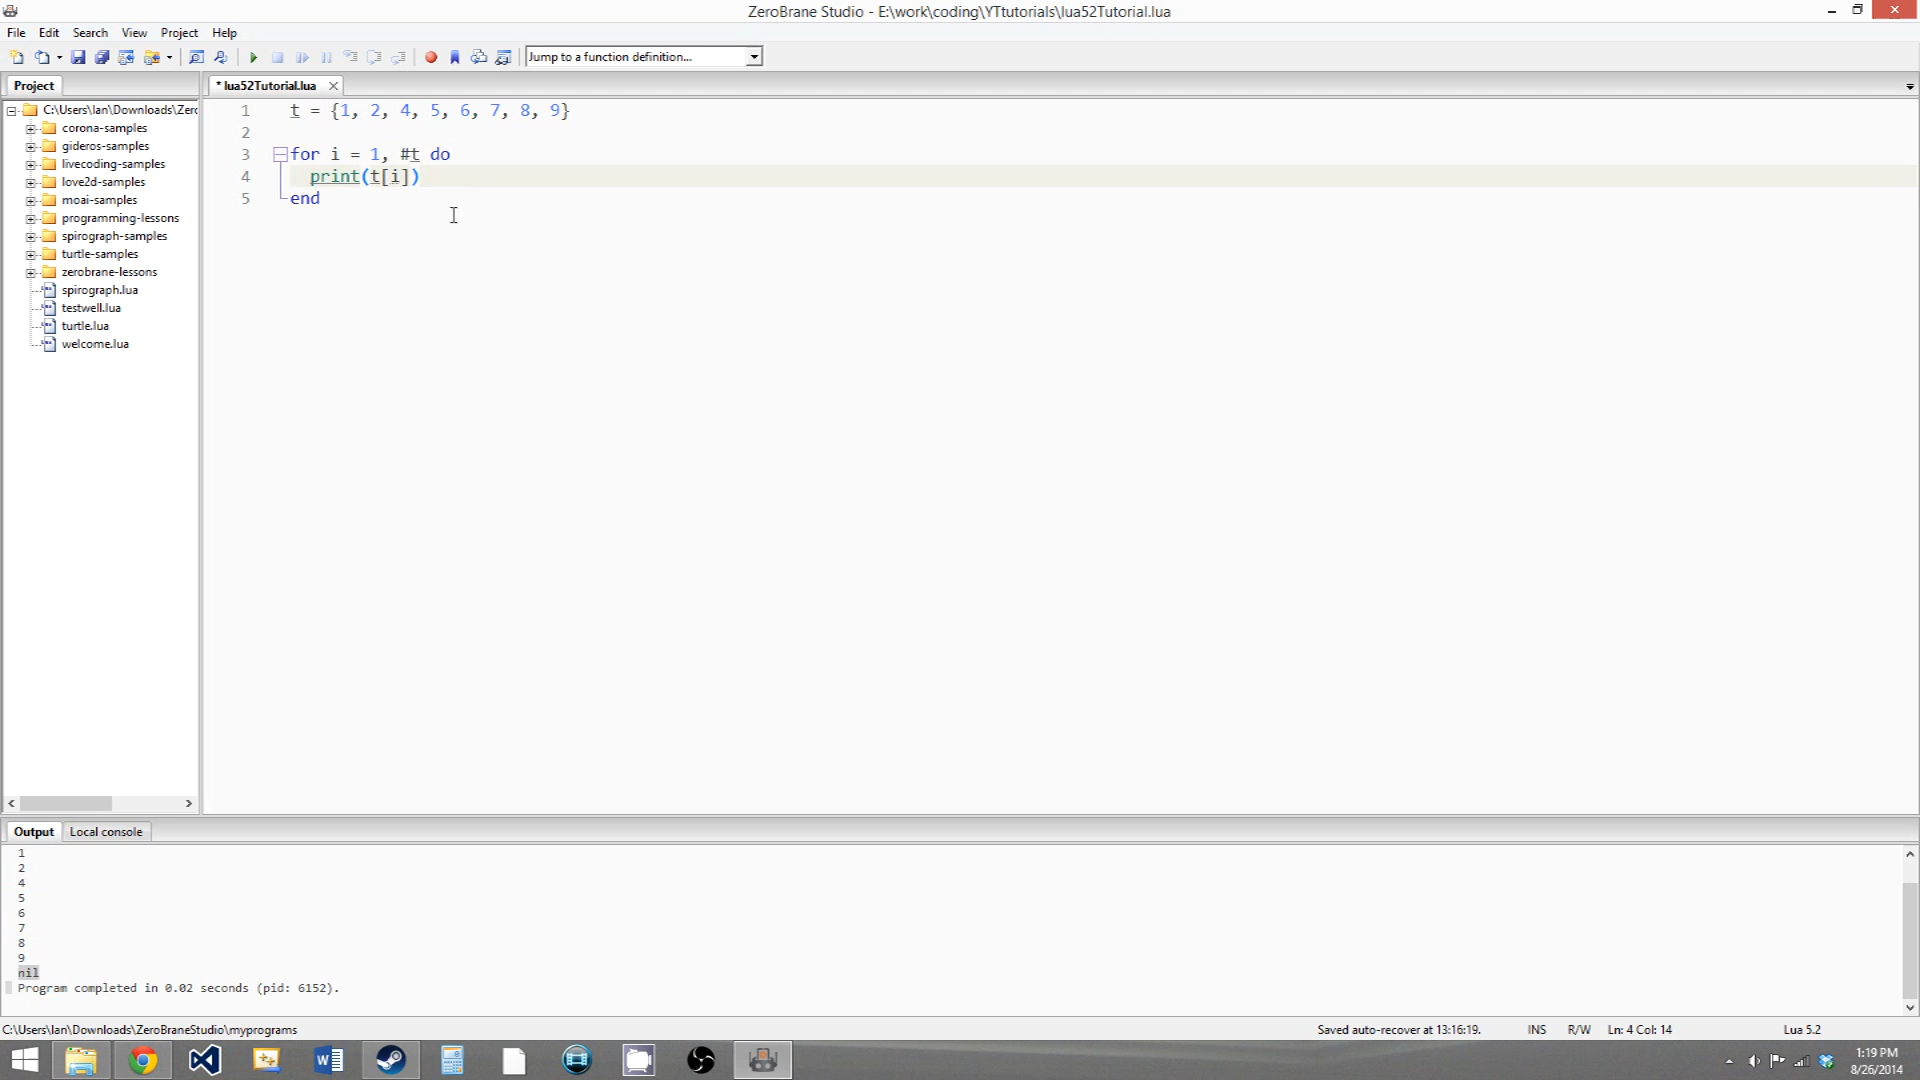 ZeroBrane Studio - E:\work\coding\YTtutorials\lua52Tutorial.lua
File Edit Search View Project Help
Jump to a function definition...
Project
* lua52Tutorial.lua
C:\Users\Ian\Downloads\Zero
corona-samples
gideros-samples
livecoding-samples
love2d-samples
moai-samples
programming-lessons
spirograph-samples
turtle-samples
zerobrane-lessons
spirograph.lua
testwell.lua
turtle.lua
welcome.lua
1 t = {1, 2, 4, 5, 6, 7, 8, 9}
2
3 for i = 1, #t do
4 print(t[i])
5 end
Output Local console
1
2
4
5
6
7
8
9
nil
Program completed in 0.02 seconds (pid: 6152).
C:\Users\Ian\Downloads\ZeroBraneStudio\myprograms Saved auto-recover at 13:16:19. INS R/W Ln: 4 Col: 14 Lua 5.2
1:19 PM
8/26/2014